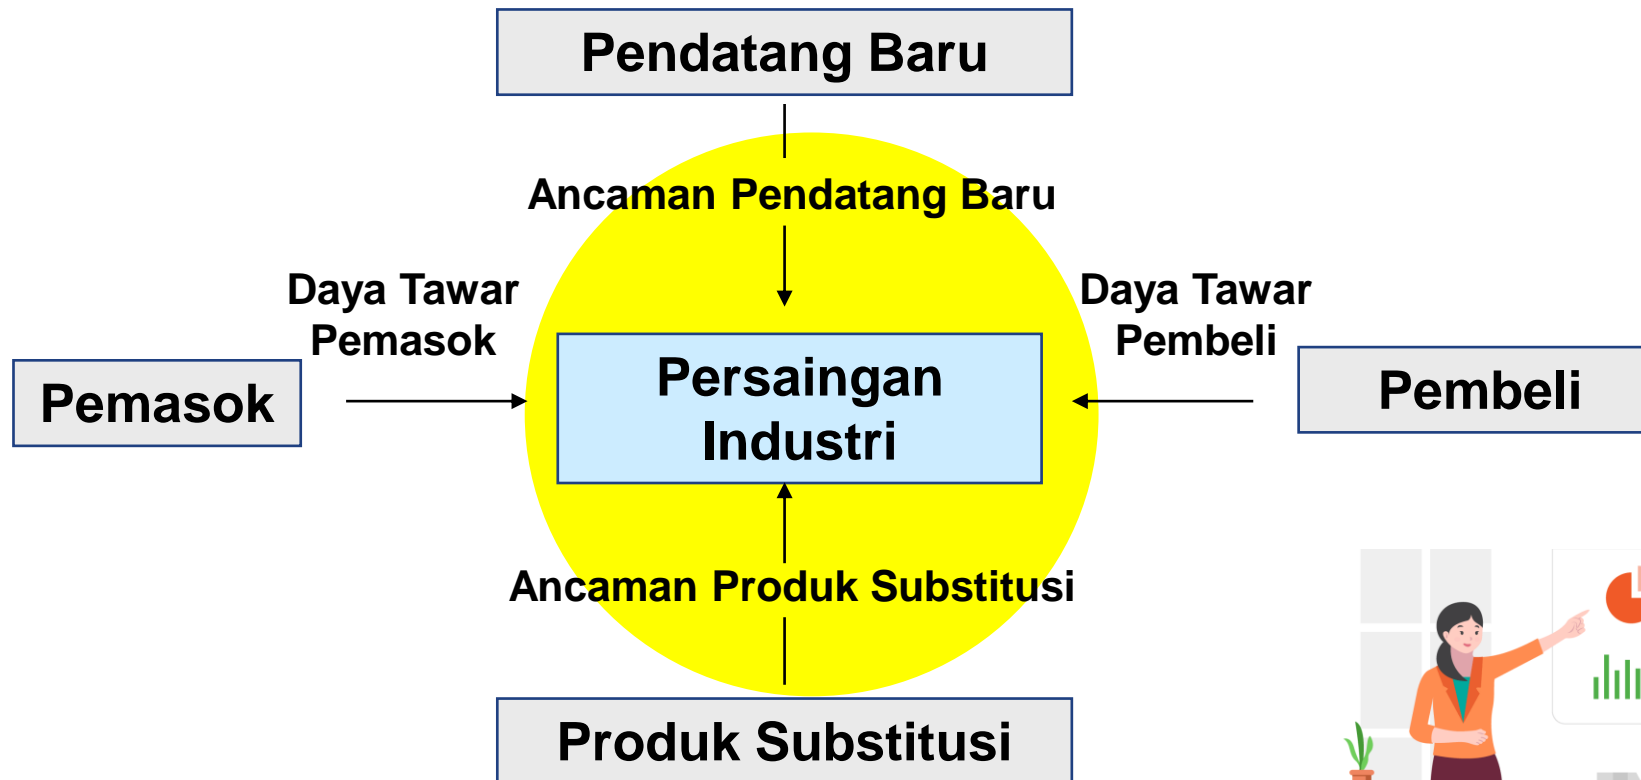 Pendatang Baru
Ancaman Pendatang Baru
Daya Tawar
Pemasok
Daya Tawar
Pembeli
Pemasok
Persaingan
Industri
Pembeli
Ancaman Produk Substitusi
Produk Substitusi